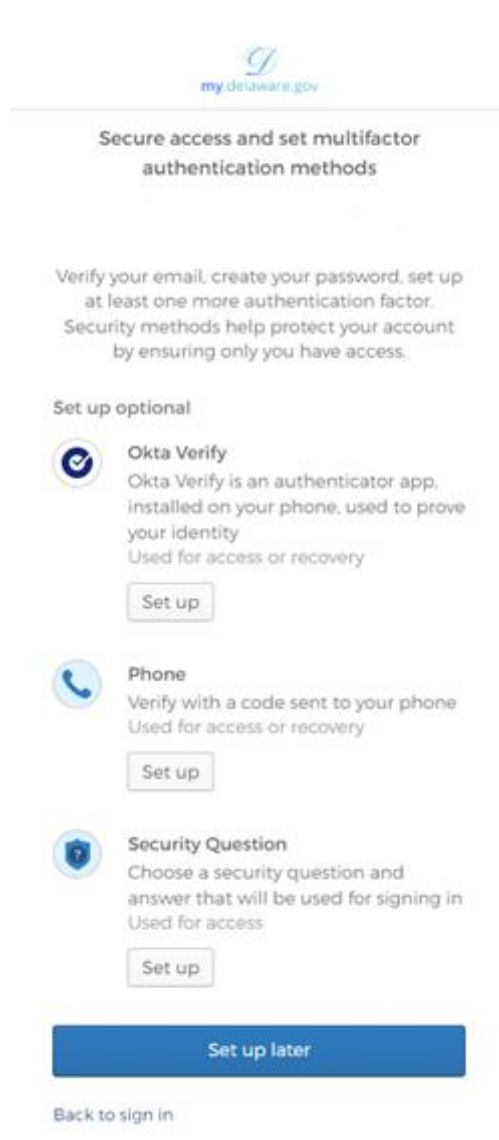 D
my.delaware.gov
Secure access and set multifactor
authentication methods
Verify your email, create your password, set up
at least one more authentication factor.
Security methods help protect your account
by ensuring only you have access.
Set up optional
Okta Verify
Okta Verify is an authenticator app,
installed on your phone, used to prove
your identity
Used for access or recovery
Set up
Phone
Verify with a code sent to your phone
Used for access or recovery
Set up
?
Security Question
Choose a security question and
answer that will be used for signing in
Used for access
Set up
Set up later
Back to sign in